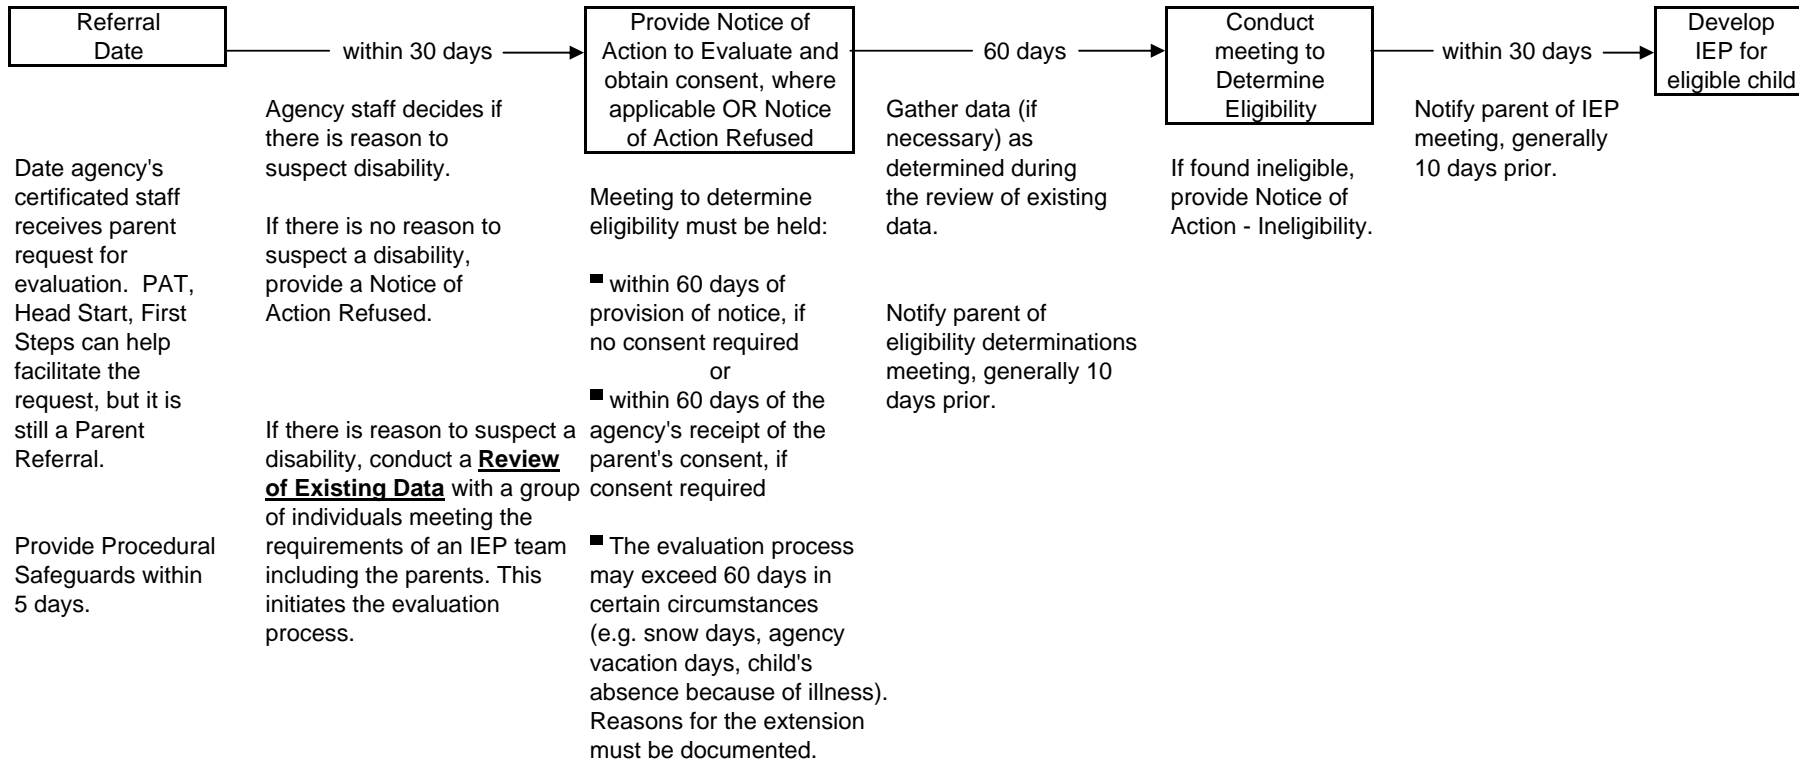 Referral
Date
within 30 days
Provide Notice of
Action to Evaluate and
obtain consent, where
applicable OR Notice
of Action Refused
60 days
Conduct
meeting to
Determine
Eligibility
within 30 days
Develop
IEP for
eligible child
Date agency's
certificated staff
receives parent
request for
evaluation.  PAT,
Head Start, First
Steps can help
facilitate the
request, but it is
still a Parent
Referral.
Provide Procedural
Safeguards within
5 days.
Agency staff decides if
there is reason to
suspect disability.
If there is no reason to
suspect a disability,
provide a Notice of
Action Refused.
If there is reason to suspect a
disability, conduct a Review
of Existing Data with a group
of individuals meeting the
requirements of an IEP team
including the parents. This
initiates the evaluation
process.
Meeting to determine
eligibility must be held:
▪ within 60 days of
provision of notice, if
no consent required
or
▪ within 60 days of the
agency's receipt of the
parent's consent, if
consent required
▪ The evaluation process
may exceed 60 days in
certain circumstances
(e.g. snow days, agency
vacation days, child's
absence because of illness).
Reasons for the extension
must be documented.
Gather data (if
necessary) as
determined during
the review of existing
data.
Notify parent of
eligibility determinations
meeting, generally 10
days prior.
If found ineligible,
provide Notice of
Action - Ineligibility.
Notify parent of IEP
meeting, generally
10 days prior.